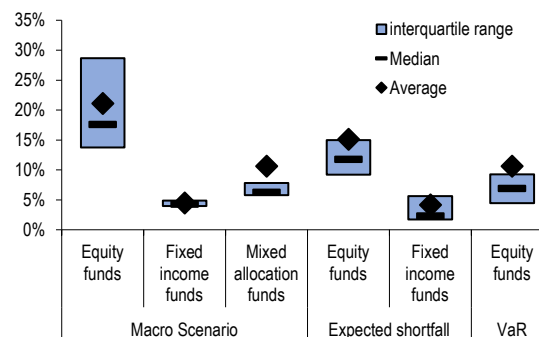 35%
30%
25%
20%
15%
10%
5%
0%
interquartile range
Median
Average
Equity funds
Fixed income funds
Mixed allocation funds
Equity funds
Fixed income funds
Equity funds
Macro Scenario
Expected shortfall
VaR